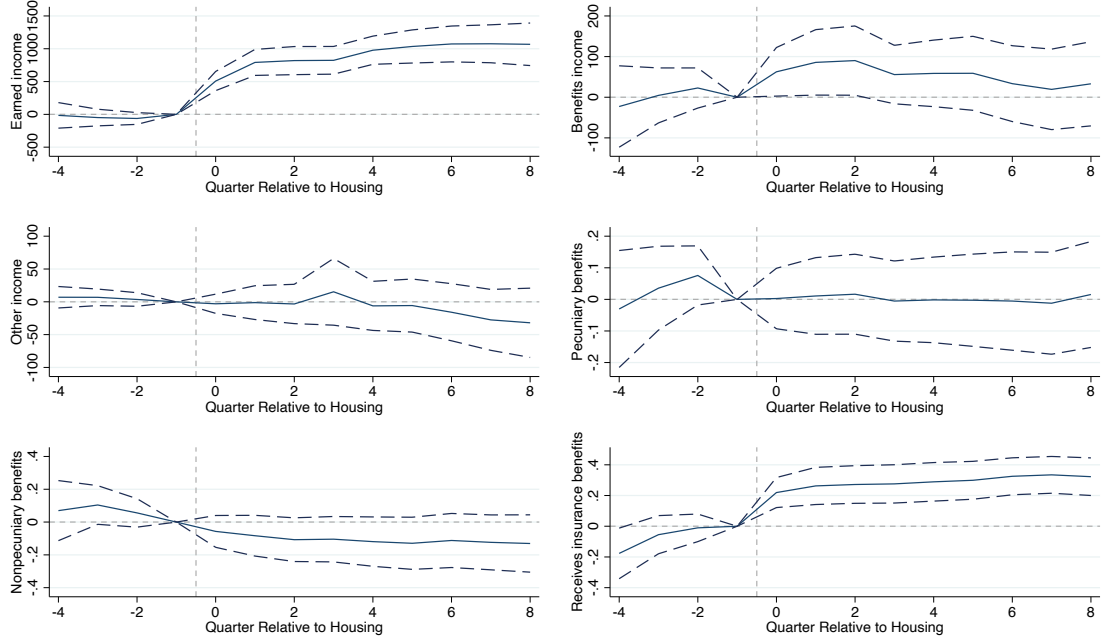 Earned income
-500 0 500 1000 1500
-4 -2 0 2 4 6 8
Quarter Relative to Housing
Benefits income
-100 0 100 200
-4 -2 0 2 4 6 8
Quarter Relative to Housing
Other income
-100 -50 0 50 100
-4 -2 0 2 4 6 8
Quarter Relative to Housing
Pecuniary benefits
-.2 -.1 0 .1 .2
-4 -2 0 2 4 6 8
Quarter Relative to Housing
Nonpecuniary benefits
-.4 -.2 0 .2 .4
-4 -2 0 2 4 6 8
Quarter Relative to Housing
Receives insurance benefits
-.4 -.2 0 .2 .4
-4 -2 0 2 4 6 8
Quarter Relative to Housing